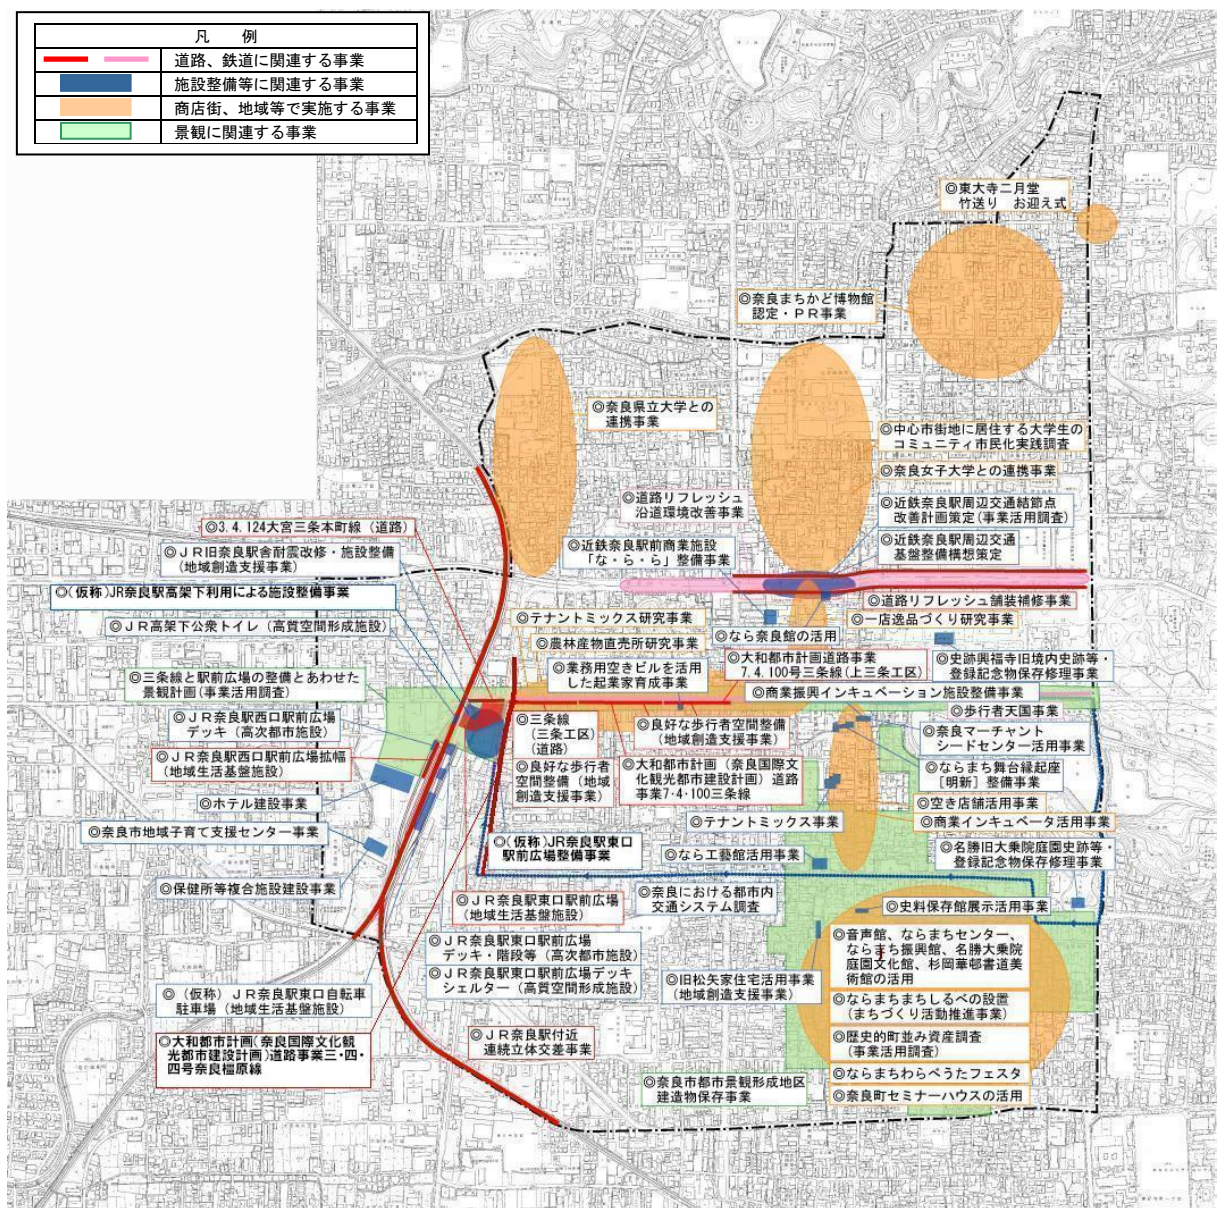 凡　例
道路、鉄道に関連する事業
施設整備等に関連する事業
商店街、地域等で実施する事業
景観に関連する事業
◎東大寺二月堂
竹送り　お迎え式
◎奈良まちかど博物館
認定・ＰＲ事業
◎奈良県立大学との
連携事業
◎中心市街地に居住する大学生の
コミュニティ市民化実践調査
◎奈良女子大学との連携事業
◎道路リフレッシュ
沿道環境改善事業
◎近鉄奈良駅周辺交通結節点
改善計画策定(事業活用調査)
◎近鉄奈良駅前商業施設
「な・ら・ら」整備事業
◎近鉄奈良駅周辺交通
基盤整備構想策定
◎3.4.124大宮三条本町線（道路）
◎ＪＲ旧奈良駅舎耐震改修・施設整備
(地域創造支援事業)
◎(仮称)JR奈良駅高架下利用による施設整備事業
◎ＪＲ高架下公衆トイレ（高質空間形成施設）
◎道路リフレッシュ舗装補修事業
◎一店逸品づくり研究事業
◎テナントミックス研究事業
◎農林産物直売所研究事業
◎なら奈良館の活用
◎業務用空きビルを活用
した起業家育成事業
◎大和都市計画道路事業
7.4.100号三条線(上三条工区)
◎史跡興福寺旧境内史跡等・
登録記念物保存修理事業
◎三条線と駅前広場の整備とあわせた
景観計画(事業活用調査)
◎商業振興インキュベーション施設整備事業
◎歩行者天国事業
◎ＪＲ奈良駅西口駅前広場
デッキ（高次都市施設）
◎三条線
(三条工区)
(道路)
◎良好な歩行者空間整備
(地域創造支援事業)
◎奈良マーチャント
シードセンター活用事業
◎ＪＲ奈良駅西口駅前広場拡幅
(地域生活基盤施設)
◎良好な歩行者
空間整備（地域
創造支援事業）
◎大和都市計画（奈良国際文
化観光都市建設計画）道路
事業7・4・100三条線
◎ならまち舞台縁起座
[明新］整備事業
◎ホテル建設事業
◎空き店舗活用事業
◎テナントミックス事業
◎商業インキュベータ活用事業
◎奈良市地域子育て支援センター事業
◎(仮称)JR奈良駅東口
駅前広場整備事業
◎なら工藝館活用事業
◎名勝旧大乗院庭園史跡等・
登録記念物保存修理事業
◎保健所等複合施設建設事業
◎ＪＲ奈良駅東口駅前広場
(地域生活基盤施設)
◎奈良における都市内
交通システム調査
◎史料保存館展示活用事業
◎ＪＲ奈良駅東口駅前広場
デッキ・階段等（高次都市施設）
◎ＪＲ奈良駅東口駅前広場デッキ
シェルター（高質空間形成施設）
◎音声館、ならまちセンター、
ならまち振興館、名勝大乗院
庭園文化館、杉岡華邨書道美
術館の活用
◎旧松矢家住宅活用事業
(地域創造支援事業)
◎（仮称）ＪＲ奈良駅東口自転車
駐車場（地域生活基盤施設）
◎ならまちまちしるべの設置
(まちづくり活動推進事業)
◎大和都市計画(奈良国際文化観
光都市建設計画)道路事業三・四・
四号奈良橿原線
◎ＪＲ奈良駅付近
連続立体交差事業
◎歴史的町並み資産調査
(事業活用調査)
◎ならまちわらべうたフェスタ
◎奈良市都市景観形成地区
建造物保存事業
◎奈良町セミナーハウスの活用